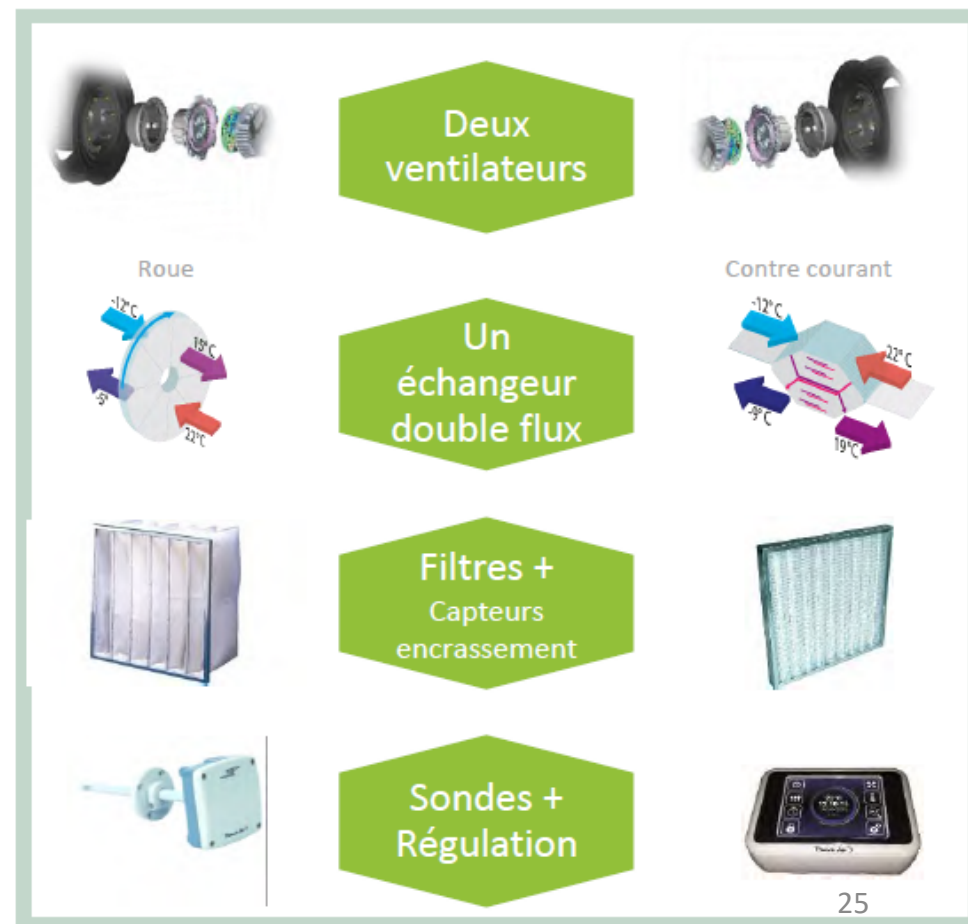 Deux
ventilateurs
Roue
Contre courant
-12°C
15°C
-5°
22°C
Un
échangeur
double flux
-12°C
22°C
-9°C
19°C
Filtres +
Capteurs
encrassement
Sondes +
Régulation
25